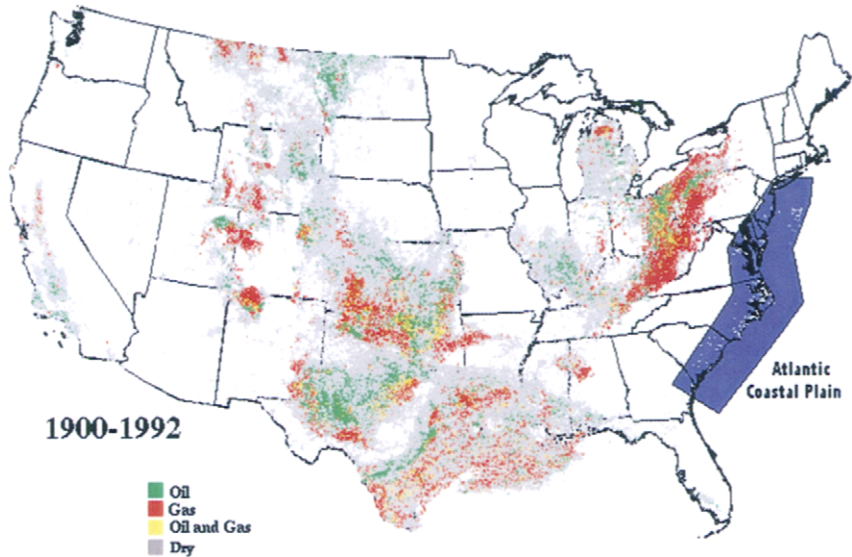 Atlantic
Coastal Plain
1900-1992
Oil
Gas
Oil and Gas
Dry